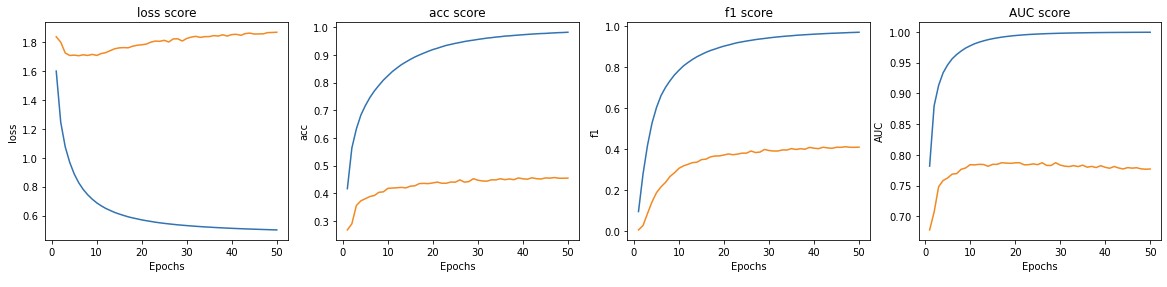 loss score
loss
1.8
1.6
1.4
1.2
1.0
0.8
0.6
0 10 20 30 40 50
Epochs
acc score
acc
1.0
0.9
0.8
0.7
0.6
0.5
0.4
0.3
0 10 20 30 40 50
Epochs
f1 score
f1
1.0
0.8
0.6
0.4
0.2
0.0
0 10 20 30 40 50
Epochs
AUC score
AUC
1.00
0.95
0.90
0.85
0.80
0.75
0.70
0 10 20 30 40 50
Epochs